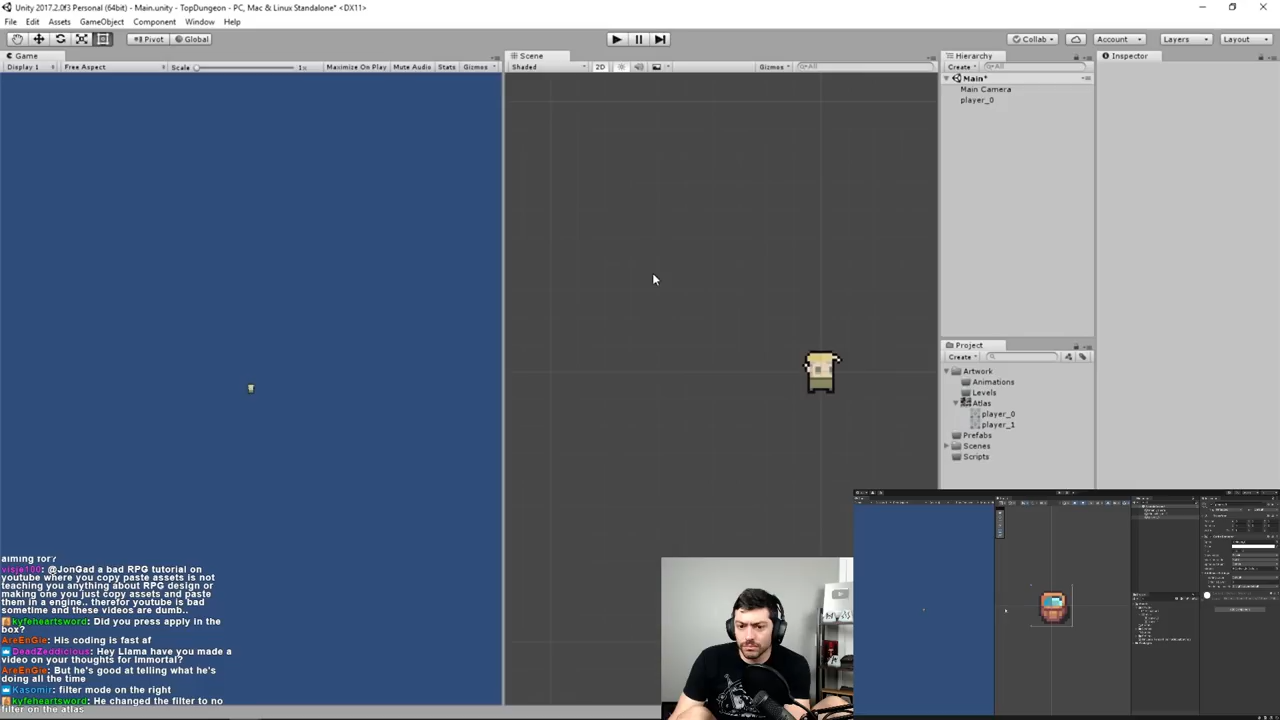 Unity 2017.2.0f3 Personal (64bit) - Main.unity - TopDungeon - PC, Mac & Linux Standalone* <DX11>
File Edit Assets GameObject Component Window Help
Pivot Global Collab Account Layers Layout
Game Scene Hierarchy Inspector
Display 1 Free Aspect Scale 1x Maximize On Play Mute Audio Stats Gizmos Shaded 2D Gizmos All Create All
Main*
Main Camera
player_0
Project
Create
Artwork
Animations
Levels
Atlas
player_0
player_1
Prefabs
Scenes
Scripts
aiming for?
visje100: @JonGad a bad RPG tutorial on
youtube where you copy paste assets is not
teaching you anything about RPG design or
making one you just copy assets and paste
them in a engine.. therefor youtube is bad
sometime and these videos are dumb..
kyfeheartsword: Did you press apply in the
box?
AreEnGie: His coding is fast af
DeadZeddicious: Hey Llama have you made a
video on your thoughts for Immortal?
AreEnGie: But he's good at telling what he's
doing all the time
Kasomir: filter mode on the right
kyfeheartsword: He changed the filter to no
filter on the atlas